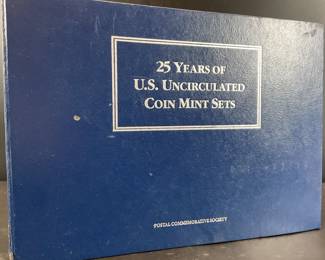 25 YEARS OF
U.S. UNCIRCULATED
COIN MINT SETS
POSTAL COMMEMORATIVE SOCIETY